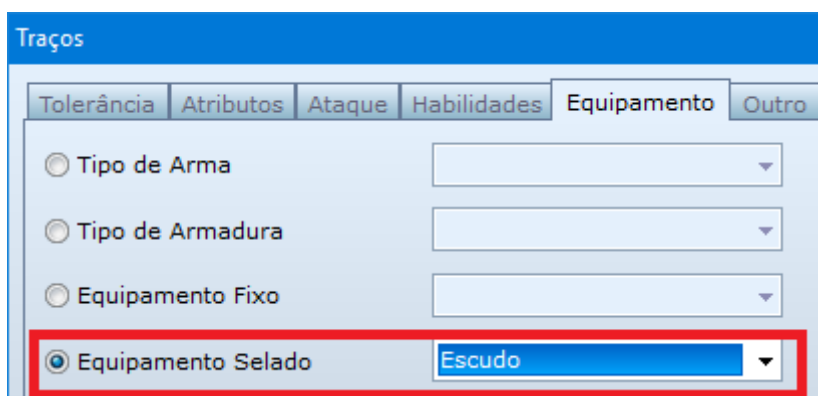 Traços
Tolerância Atributos Ataque Habilidades Equipamento Outro
Tipo de Arma
Tipo de Armadura
Equipamento Fixo
Equipamento Selado Escudo